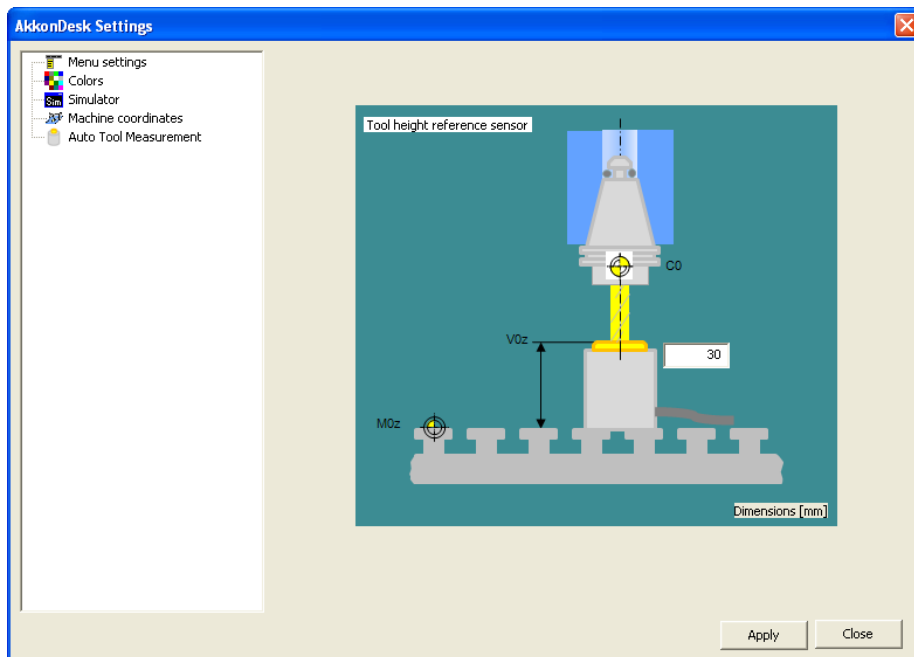 AkkonDesk Settings
Menu settings
Colors
Sim
Simulator
Machine coordinates
Auto Tool Measurement
Tool height reference sensor
C0
V0z
30
M0z
Dimensions [mm]
Apply
Close